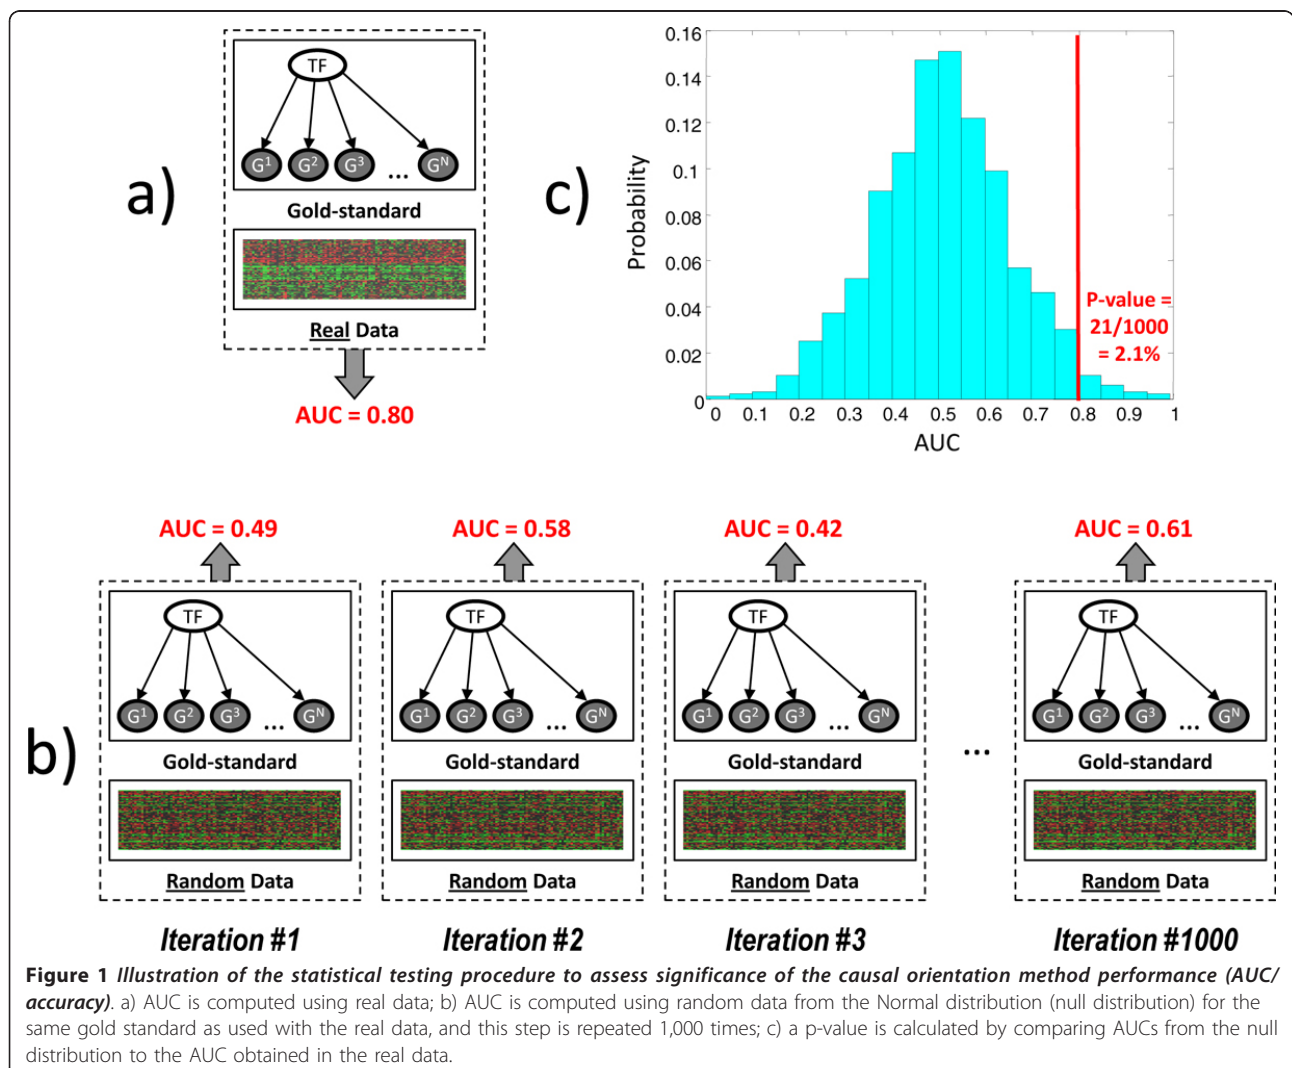 a)
TF
G1 G2 G3 ... GN
Gold-standard
Real Data
AUC = 0.80
c)
Probability
0.16
0.14
0.12
0.1
0.08
0.06
0.04
0.02
0
0 0.1 0.2 0.3 0.4 0.5 0.6 0.7 0.8 0.9 1
AUC
P-value =
21/1000
= 2.1%
b)
AUC = 0.49
TF
G1 G2 G3 ... GN
Gold-standard
Random Data
Iteration #1
AUC = 0.58
TF
G1 G2 G3 ... GN
Gold-standard
Random Data
Iteration #2
AUC = 0.42
TF
G1 G2 G3 ... GN
Gold-standard
Random Data
Iteration #3
...
AUC = 0.61
TF
G1 G2 G3 ... GN
Gold-standard
Random Data
Iteration #1000
Figure 1 Illustration of the statistical testing procedure to assess significance of the causal orientation method performance (AUC/
accuracy). a) AUC is computed using real data; b) AUC is computed using random data from the Normal distribution (null distribution) for the
same gold standard as used with the real data, and this step is repeated 1,000 times; c) a p-value is calculated by comparing AUCs from the null
distribution to the AUC obtained in the real data.